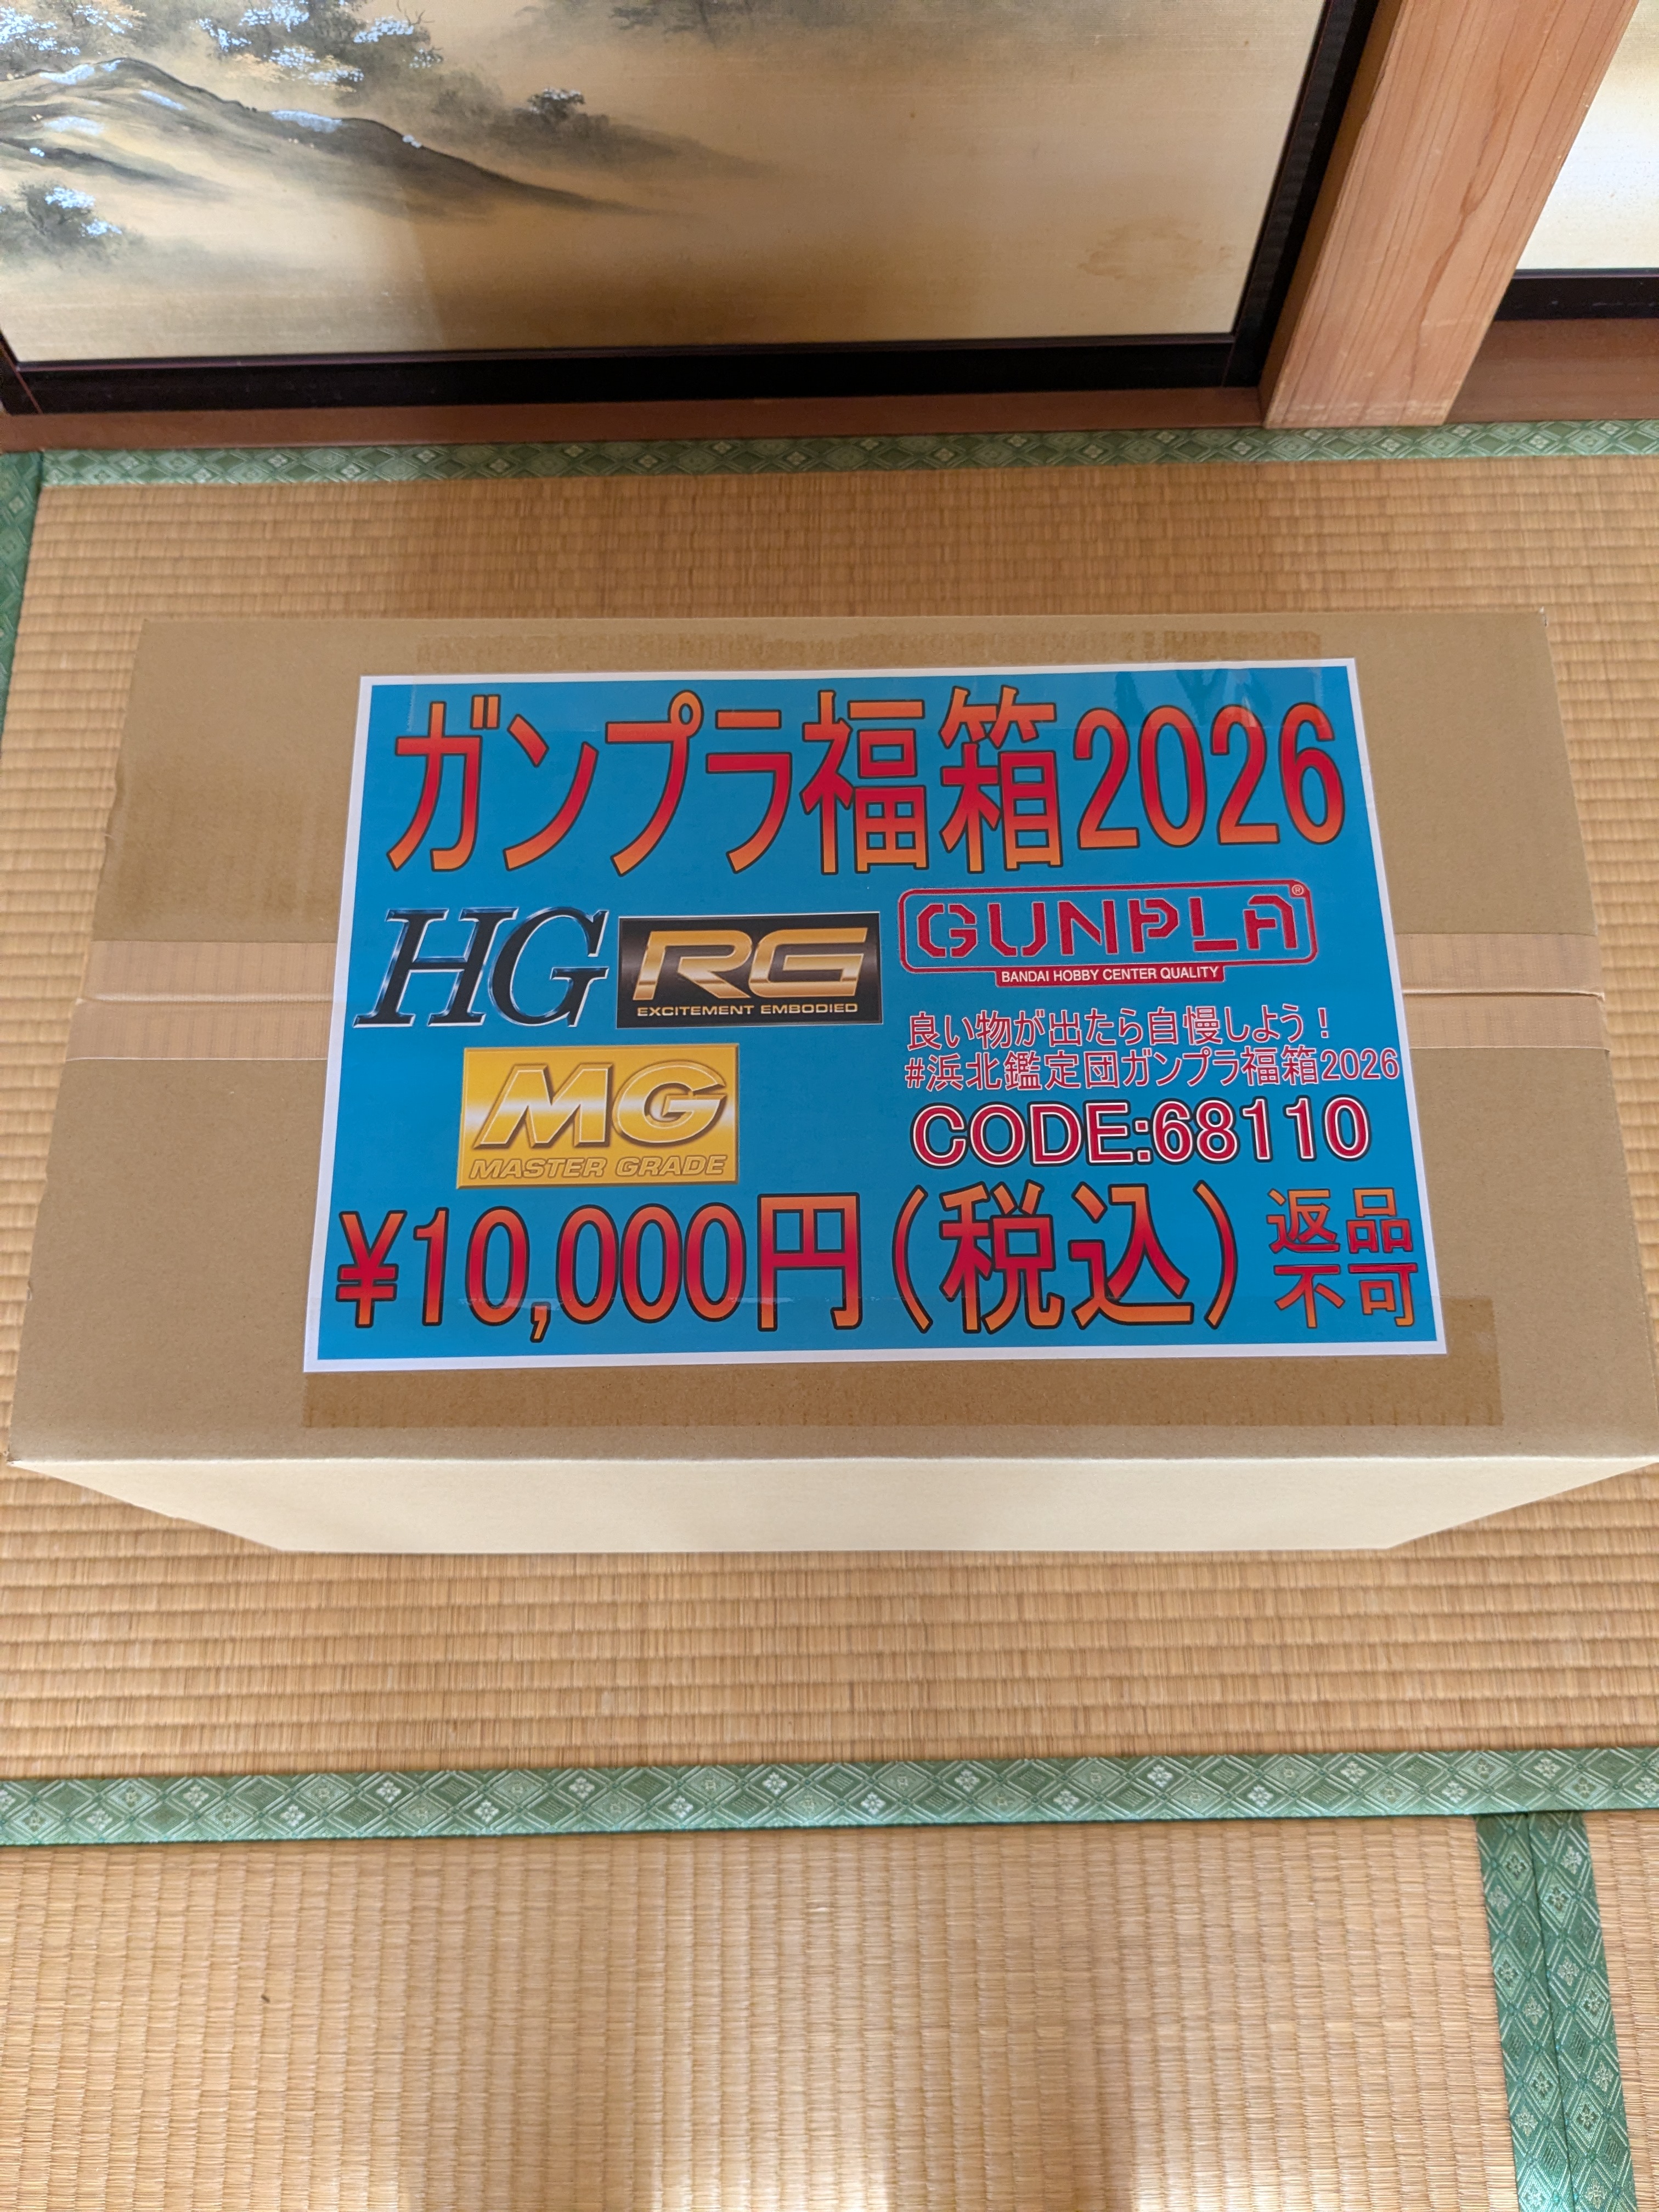 ガンプラ福箱2026
HG
RG
EXCITEMENT EMBODIED
GUNPLA®
BANDAI HOBBY CENTER QUALITY
良い物が出たら自慢しよう！
#浜北鑑定団ガンプラ福箱2026
MG
MASTER GRADE
CODE:68110
¥10,000円(税込)
返品
不可